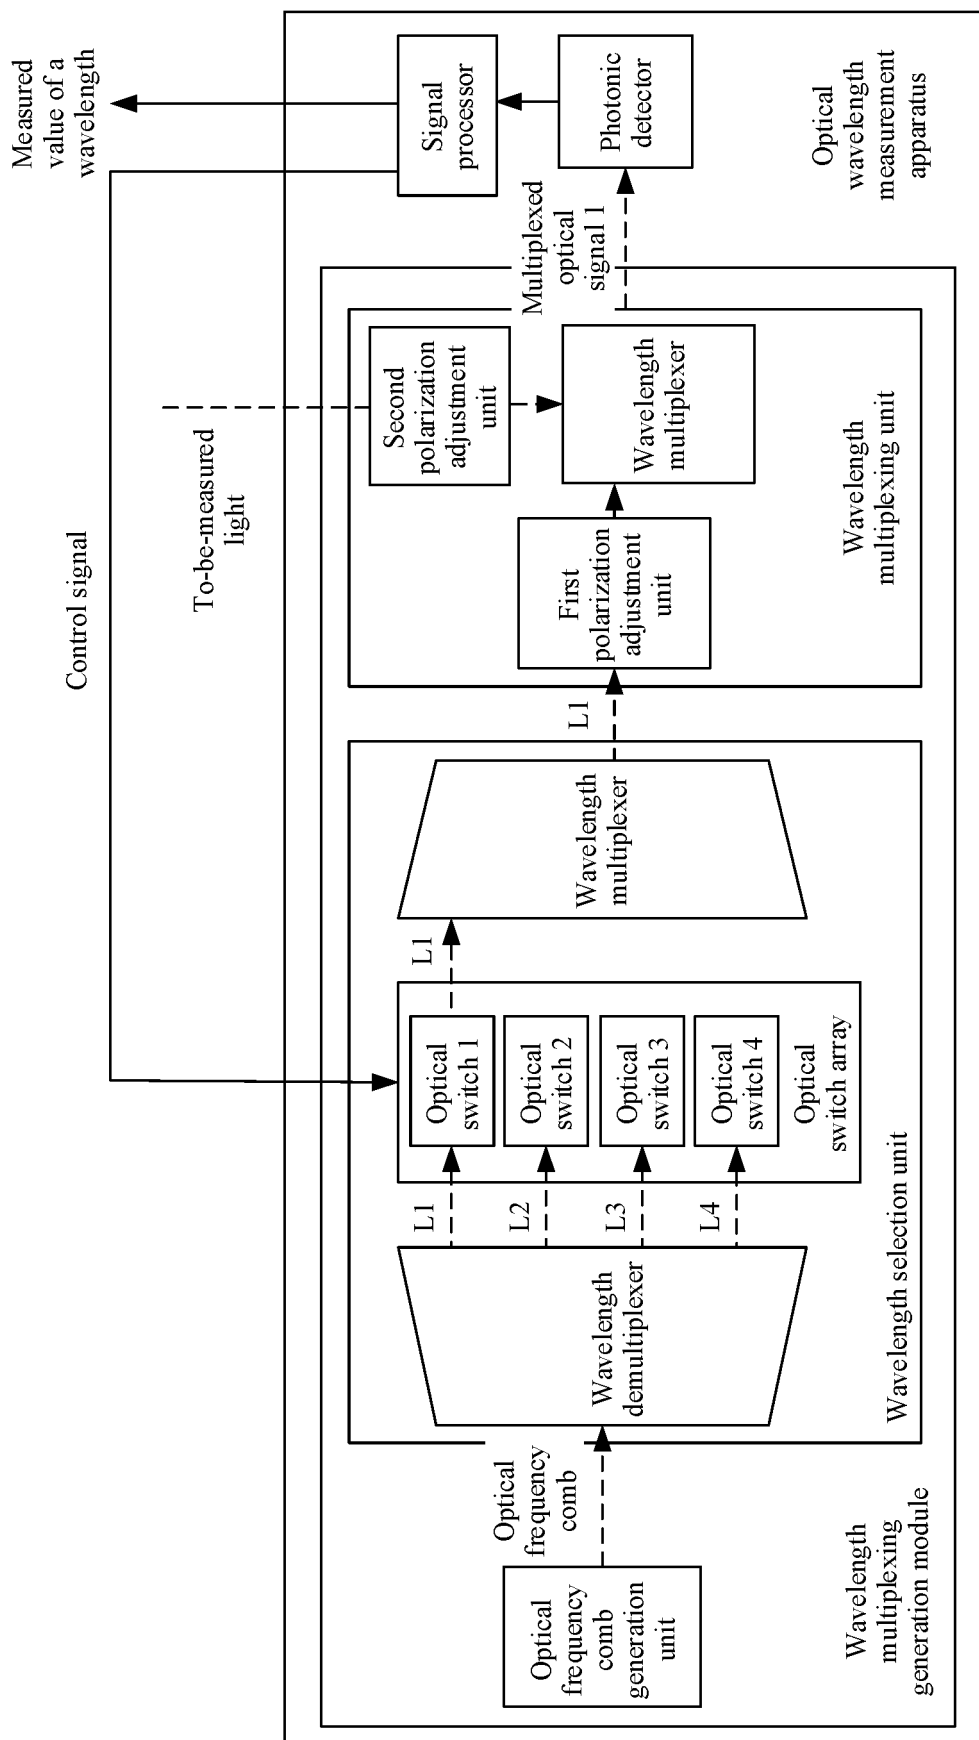 Optical
frequency
comb
generation
unit
Optical
frequency
comb
Wavelength
demultiplexer
L1
L2
L3
L4
Optical
switch 1
Optical
switch 2
Optical
switch 3
Optical
switch 4
Optical
switch array
L1
Wavelength
multiplexer
Wavelength selection unit
L1
First
polarization
adjustment
unit
Second
polarization
adjustment
unit
Wavelength
multiplexer
Wavelength
multiplexing unit
Wavelength
multiplexing
generation module
Control signal
To-be-measured
light
Multiplexed
optical
signal 1
Photonic
detector
Signal
processor
Measured
value of a
wavelength
Optical
wavelength
measurement
apparatus